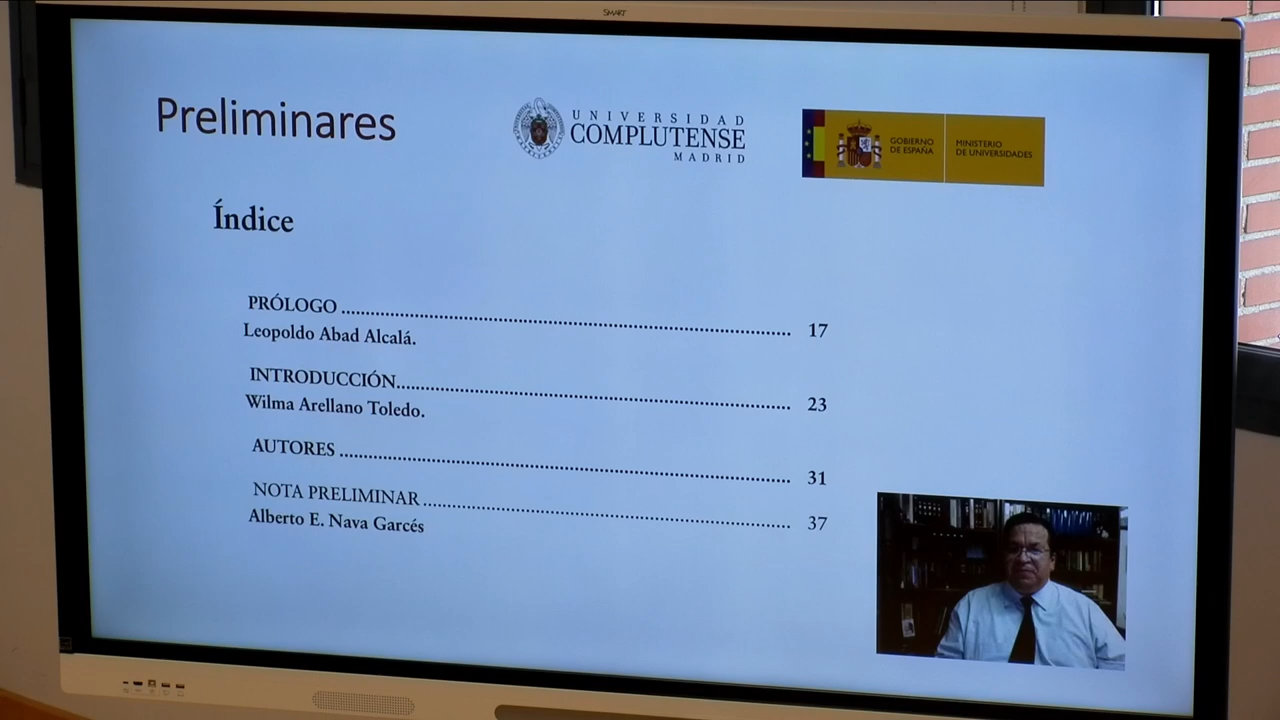 SMART
Preliminares
UNIVERSIDAD
COMPLUTENSE
MADRID
GOBIERNO
DE ESPAÑA
MINISTERIO
DE UNIVERSIDADES
Índice
PRÓLOGO ........ 17
Leopoldo Abad Alcalá.
INTRODUCCIÓN........ 23
Wilma Arellano Toledo.
AUTORES ........ 31
NOTA PRELIMINAR ........ 37
Alberto E. Nava Garcés